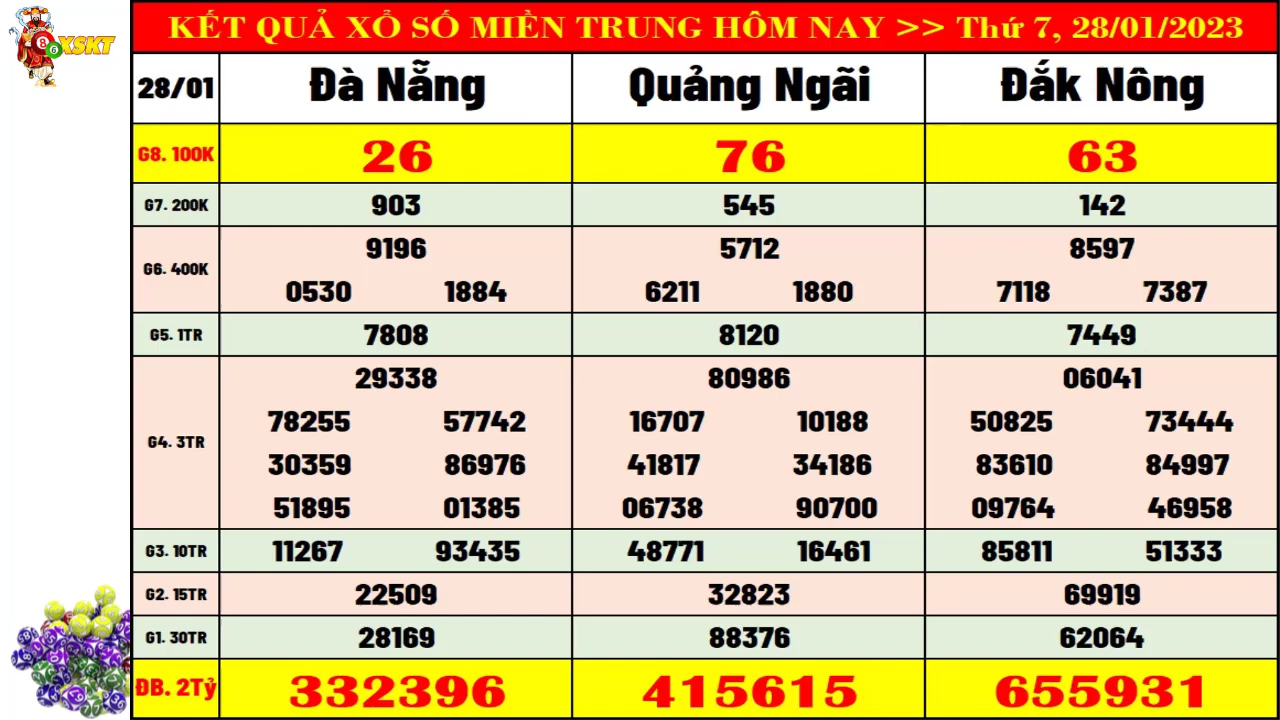 KẾT QUẢ XỔ SỐ MIỀN TRUNG HÔM NAY >> Thứ 7, 28/01/2023
XSKT
28/01 Đà Nẵng Quảng Ngãi Đắk Nông
G8. 100K 26 76 63
G7. 200K 903 545 142
9196 5712 8597
G6. 400K
0530 1884 6211 1880 7118 7387
G5. 1TR 7808 8120 7449
29338 80986 06041
78255 57742 16707 10188 50825 73444
G4. 3TR
30359 86976 41817 34186 83610 84997
51895 01385 06738 90700 09764 46958
G3. 10TR 11267 93435 48771 16461 85811 51333
G2. 15TR 22509 32823 69919
G1. 30TR 28169 88376 62064
ĐB. 2Tỷ 332396 415615 655931